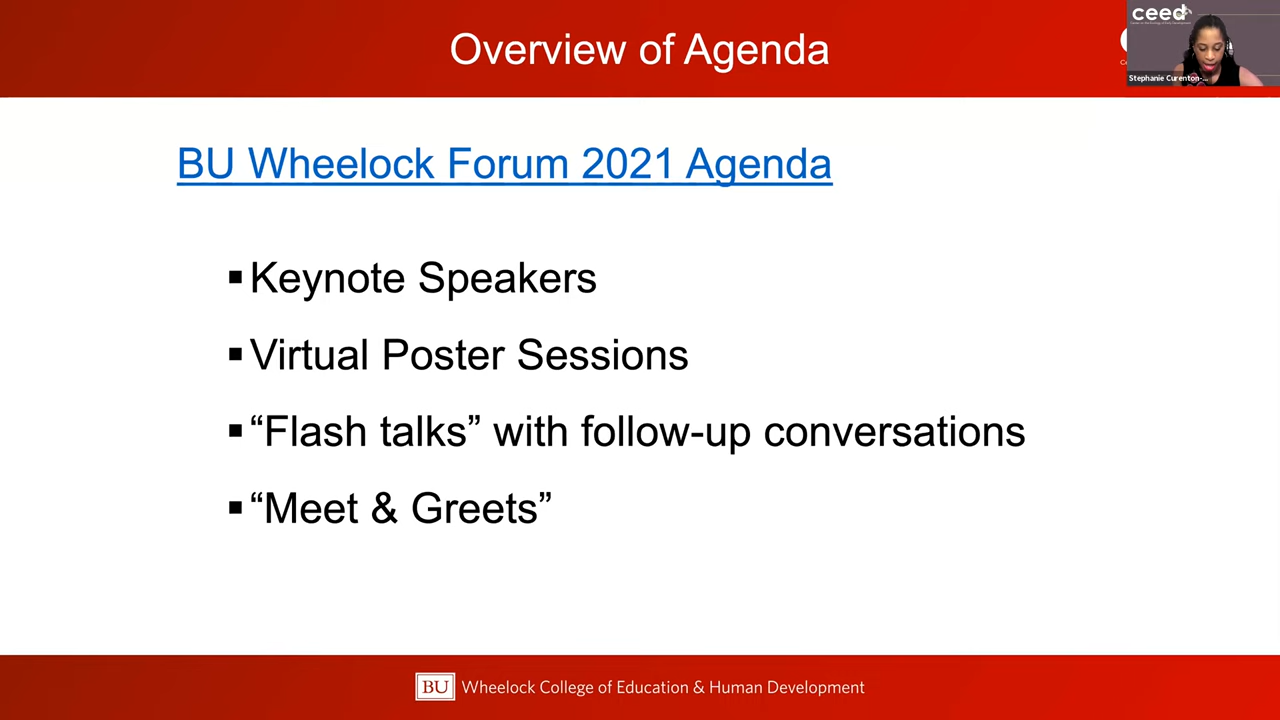 Overview of Agenda
ceed
Stephanie Curenton-...
BU Wheelock Forum 2021 Agenda
▪Keynote Speakers
▪Virtual Poster Sessions
▪“Flash talks” with follow-up conversations
▪“Meet & Greets”
BU Wheelock College of Education & Human Development